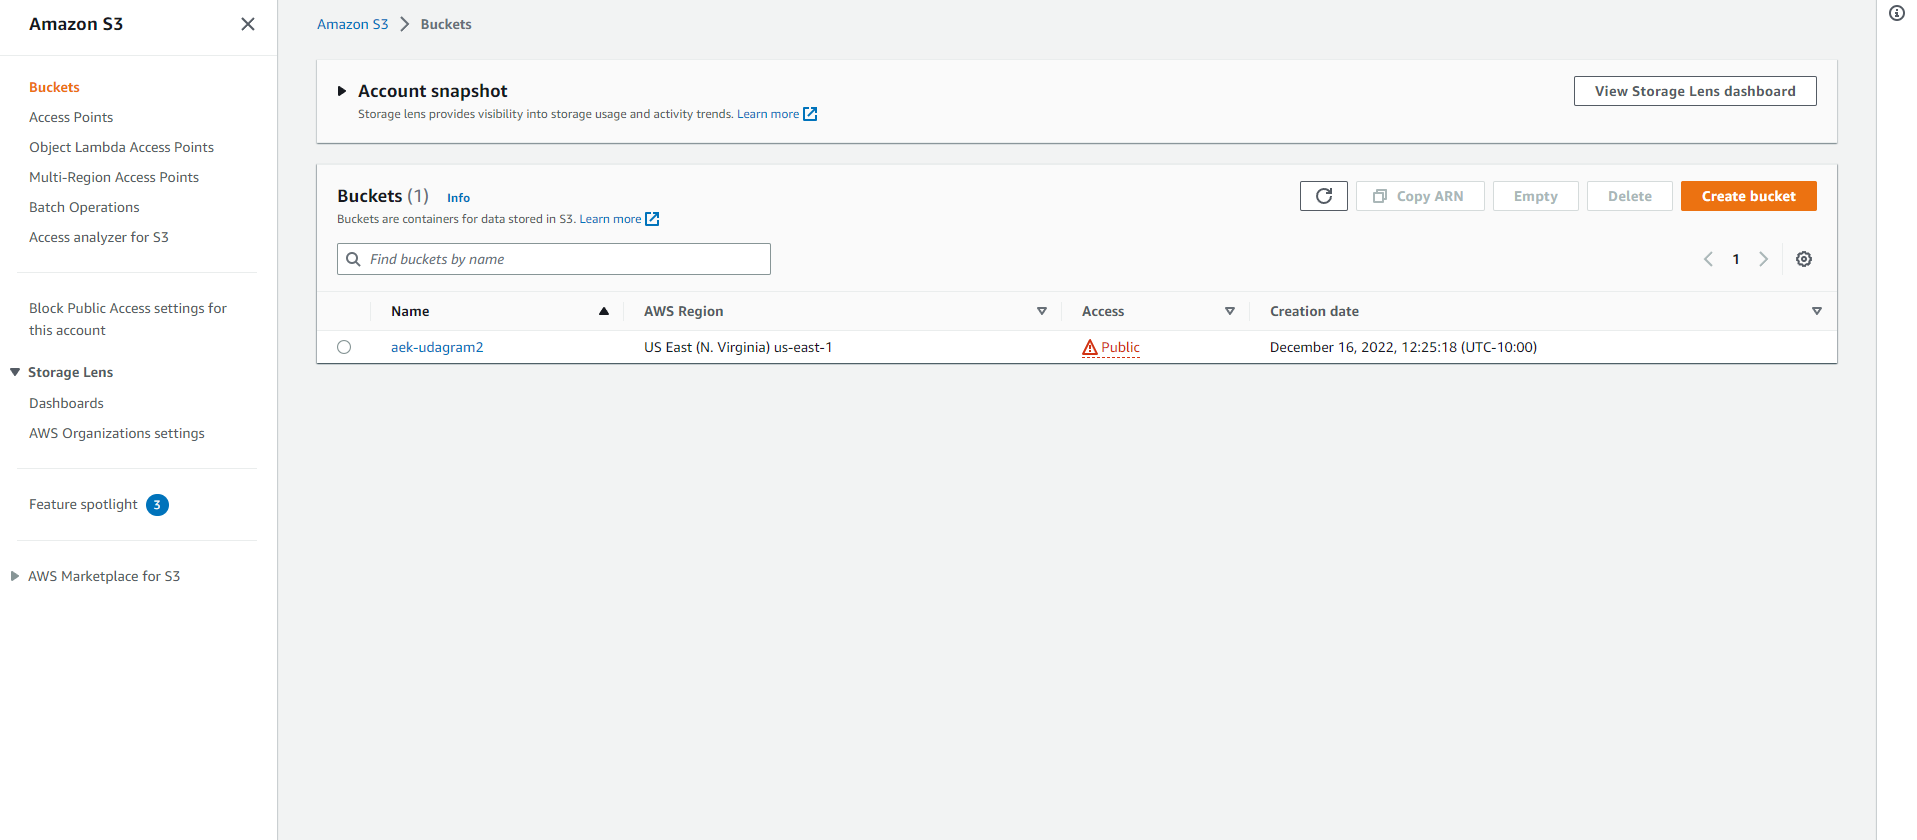 Amazon S3
Buckets
Access Points
Object Lambda Access Points
Multi-Region Access Points
Batch Operations
Access analyzer for S3
Block Public Access settings for
this account
Storage Lens
Dashboards
AWS Organizations settings
Feature spotlight 3
AWS Marketplace for S3
Amazon S3 Buckets
Account snapshot
Storage lens provides visibility into storage usage and activity trends. Learn more
View Storage Lens dashboard
Buckets (1) Info
Buckets are containers for data stored in S3. Learn more
Copy ARN Empty Delete Create bucket
Find buckets by name
1
Name AWS Region Access Creation date
aek-udagram2 US East (N. Virginia) us-east-1 Public December 16, 2022, 12:25:18 (UTC-10:00)